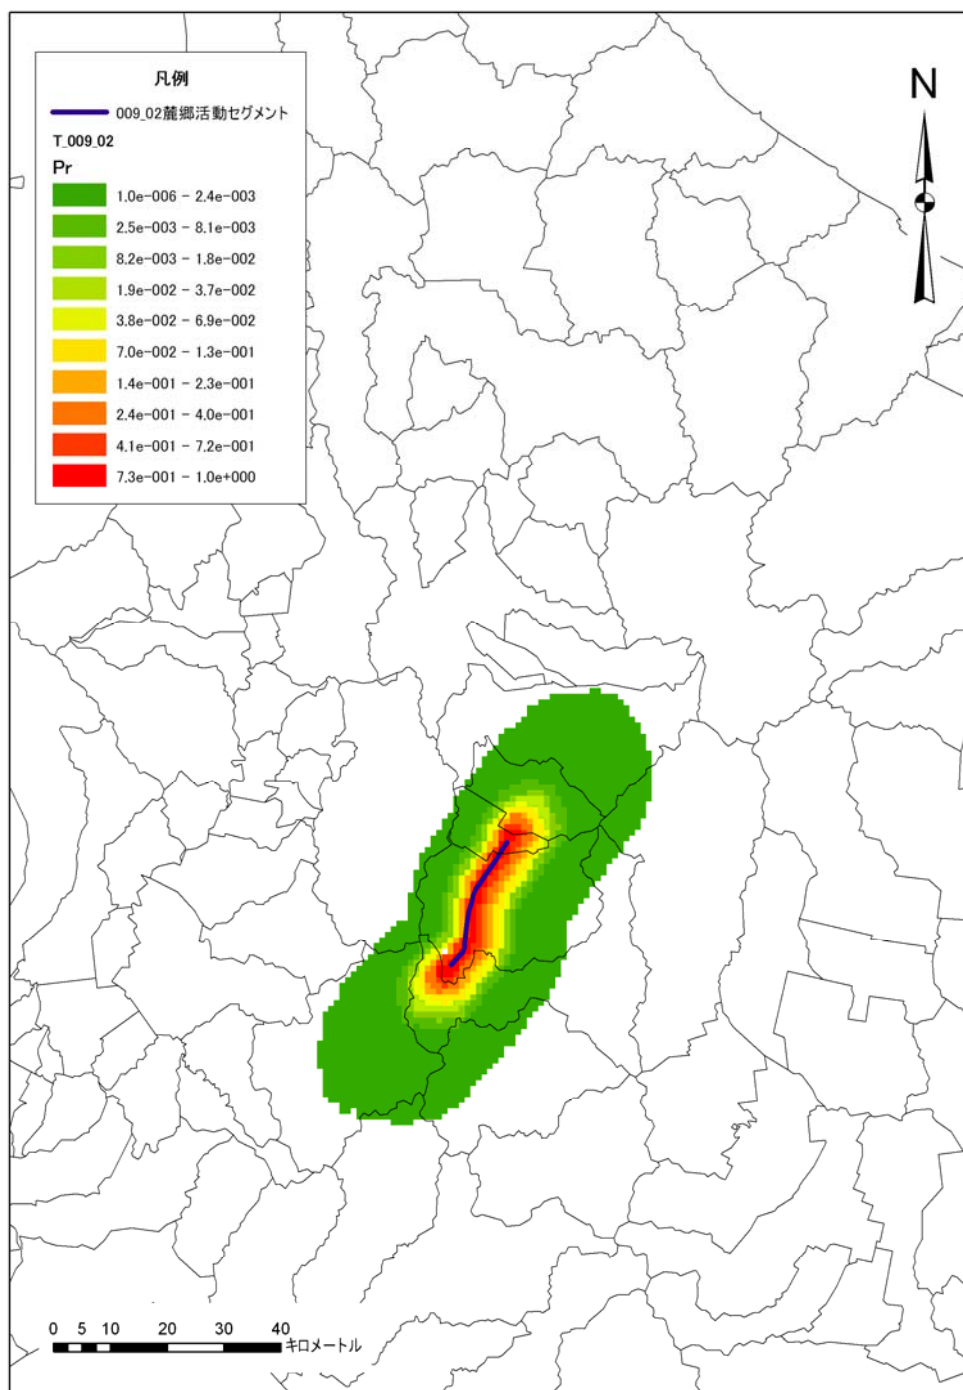 凡例
009_02麓郷活動セグメント
T_009_02
Pr
1.0e-006 - 2.4e-003
2.5e-003 - 8.1e-003
8.2e-003 - 1.8e-002
1.9e-002 - 3.7e-002
3.8e-002 - 6.9e-002
7.0e-002 - 1.3e-001
1.4e-001 - 2.3e-001
2.4e-001 - 4.0e-001
4.1e-001 - 7.2e-001
7.3e-001 - 1.0e+000
N
0 5 10 20 30 40
キロメートル